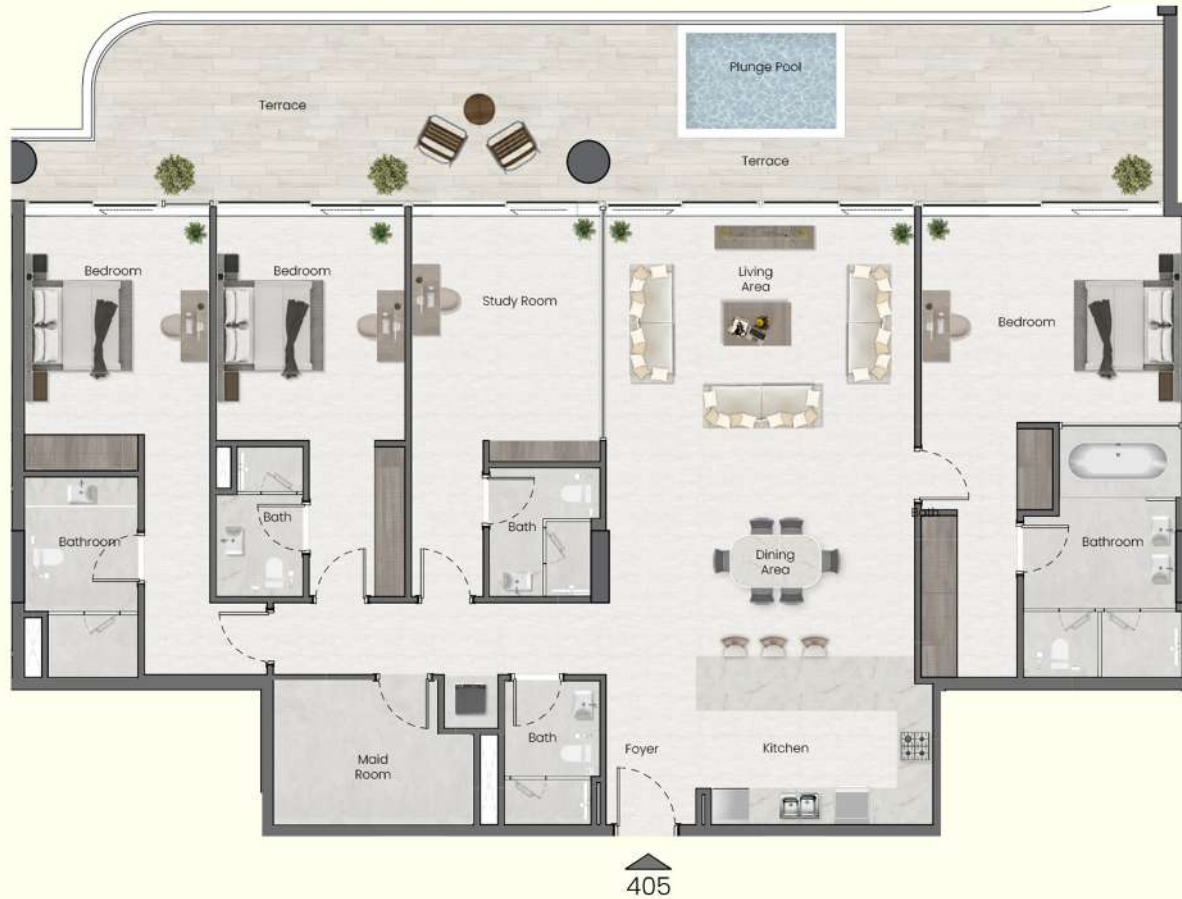 Plunge Pool
Terrace
Terrace
Bedroom
Bedroom
Study Room
Living
Area
Bedroom
Bathroom
Bath
Bath
Dining
Area
Bath
Bathroom
Maid
Room
Bath
Foyer
Kitchen
405